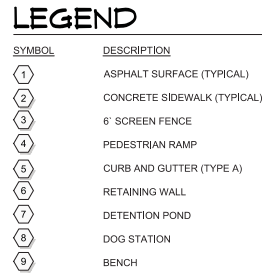 LEGEND
SYMBOL DESCRIPTION
1 ASPHALT SURFACE (TYPICAL)
2 CONCRETE SIDEWALK (TYPICAL)
3 6` SCREEN FENCE
4 PEDESTRIAN RAMP
5 CURB AND GUTTER (TYPE A)
6 RETAINING WALL
7 DETENTION POND
8 DOG STATION
9 BENCH